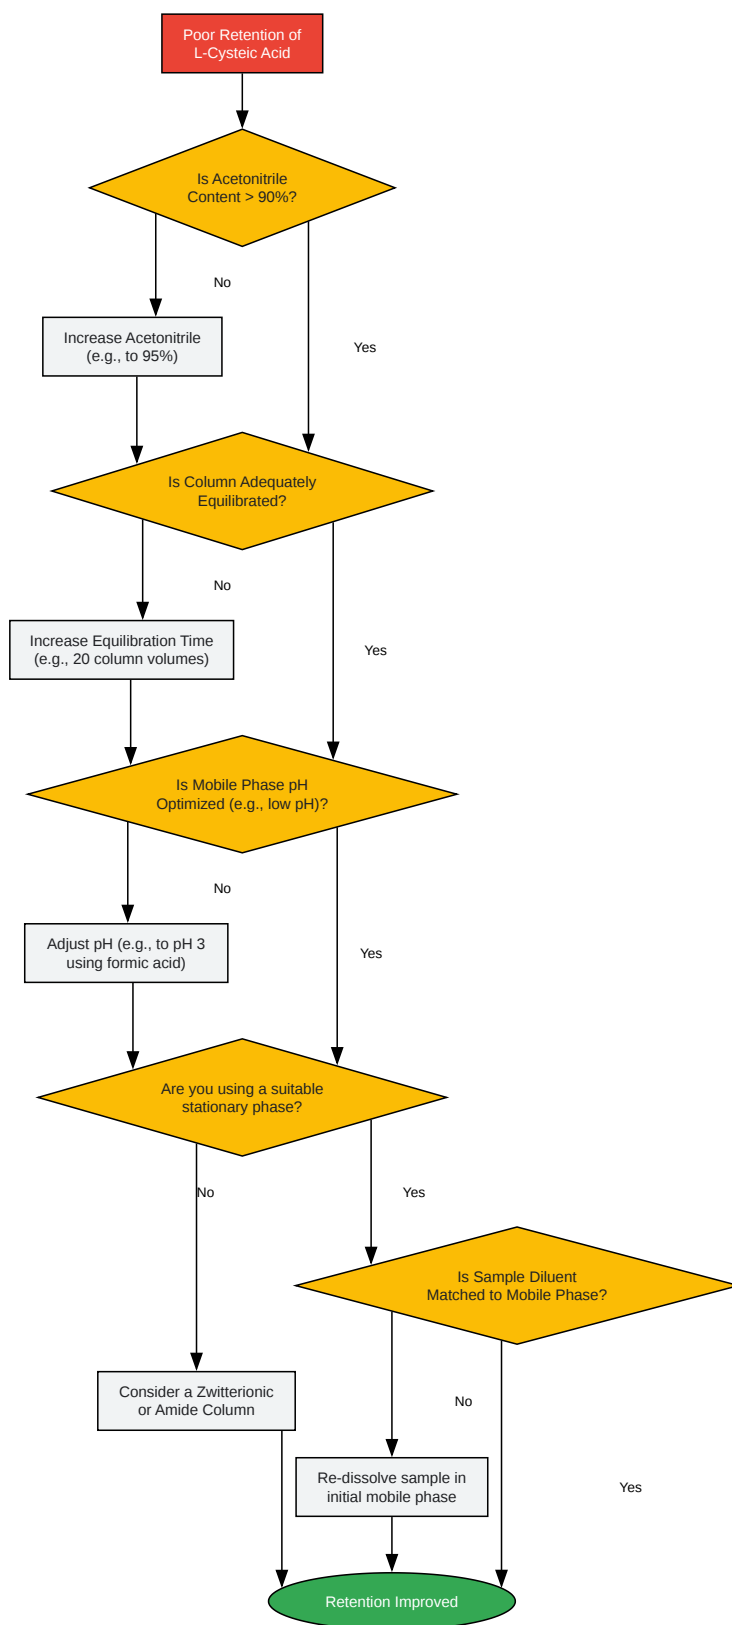 Poor Retention of
L-Cysteic Acid
Is Acetonitrile
Content > 90%?
No
Increase Acetonitrile
(e.g., to 95%)
Yes
Is Column Adequately
Equilibrated?
No
Increase Equilibration Time
(e.g., 20 column volumes)
Yes
Is Mobile Phase pH
Optimized (e.g., low pH)?
No
Adjust pH (e.g., to pH 3
using formic acid)
Yes
Are you using a suitable
stationary phase?
No
Yes
Is Sample Diluent
Matched to Mobile Phase?
Consider a Zwitterionic
or Amide Column
No
Re-dissolve sample in
initial mobile phase
Yes
Retention Improved